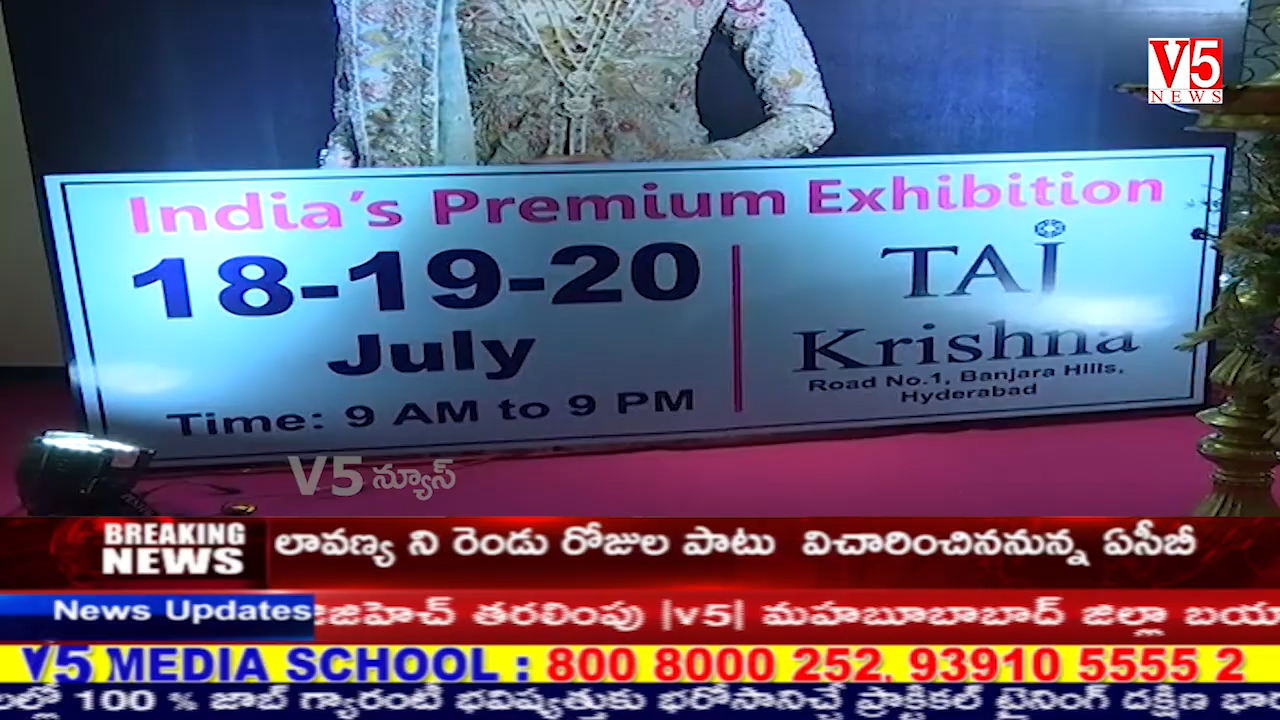 V5
NEWS
India's Premium Exhibition
18-19-20
July
Time: 9 AM to 9 PM
TAJ
Krishna
Road No.1, Banjara Hills,
Hyderabad
V5 న్యూస్
BREAKING
NEWS
లావణ్య ని రెండు రోజుల పాటు విచారించిననున్న ఏసీబీ
News Updates
తరలింపు |v5| మహబూబాబాద్ జిల్లా
V5 MEDIA SCHOOL : 800 8000 252, 93910 5555 2
100 % జాబ్ గ్యారంటీ భవిష్యత్తుకు భరోసానిచ్చే ప్రాక్టికల్ ట్రైనింగ్ దక్షిణ